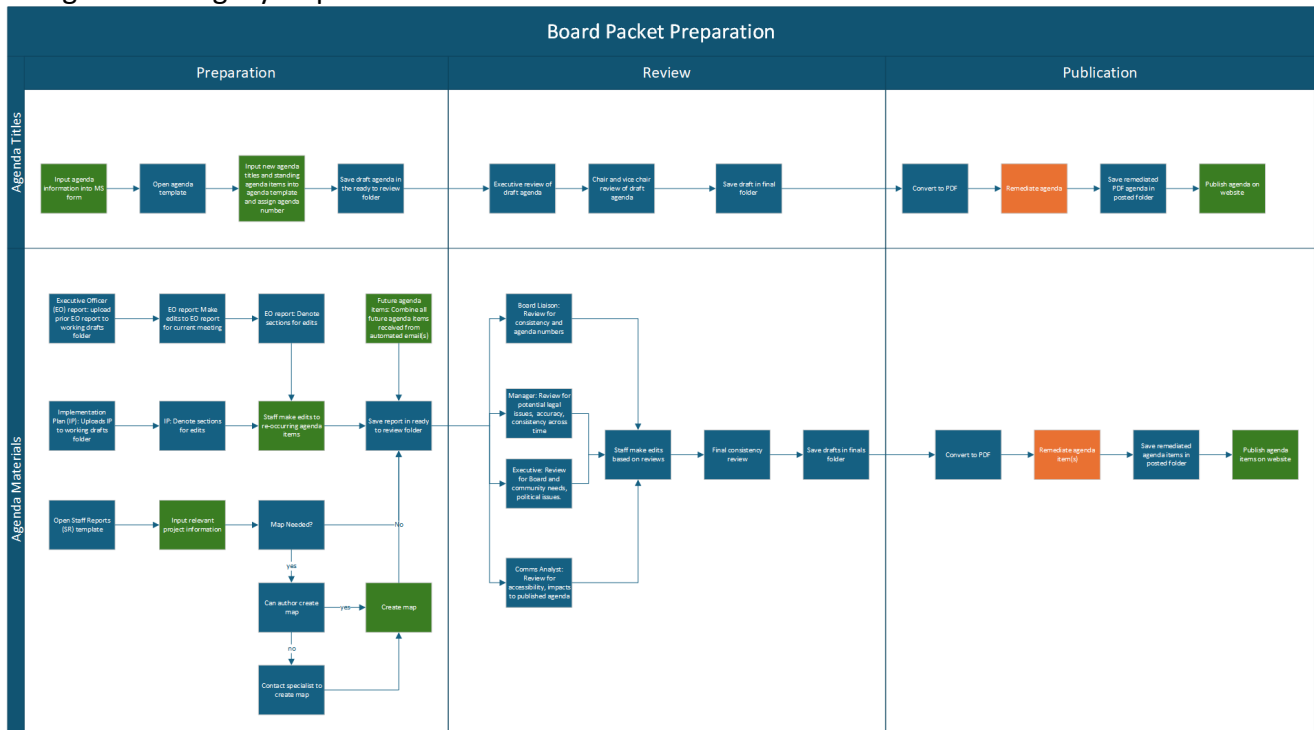 Board Packet Preparation
Preparation
Review
Publication
Agenda Titles
Input agenda
information into MS
form
Open agenda
template
Input new agenda
titles and standing
agenda items into
agenda template
and assign agenda
number
Save draft agenda in
the ready to review
folder
Executive review of
draft agenda
Chair and vice chair
review of draft
agenda
Save draft in final
folder
Convert to PDF
Remediate agenda
Save remediated
PDF agenda in
posted folder
Publish agenda on
website
Agenda Materials
Executive Officer
(EO) report: upload
prior EO report to
working drafts
folder
EO report: Make
edits to EO report
for current meeting
EO report: Denote
sections for edits
Future agenda
items: Combine all
future agenda items
received from
automated email(s)
Implementation
Plan (IP): Uploads IP
to working drafts
folder
IP: Denote sections
for edits
Staff make edits to
re-occurring agenda
items
Save report in ready
to review folder
Open Staff Reports
(SR) template
Input relevant
project information
Map Needed?
No
yes
Can author create
map
yes
Create map
no
Contact specialist to
create map
Board Liaison:
Review for
consistency and
agenda numbers
Manager: Review for
potential legal
issues, accuracy,
consistency across
time
Executive: Review
for Board and
community needs,
political issues.
Comms Analyst:
Review for
accessibility, impacts
to published agenda
Staff make edits
based on reviews
Final consistency
review
Save drafts in finals
folder
Convert to PDF
Remediate agenda
item(s)
Save remediated
agenda items in
posted folder
Publish agenda
items on website